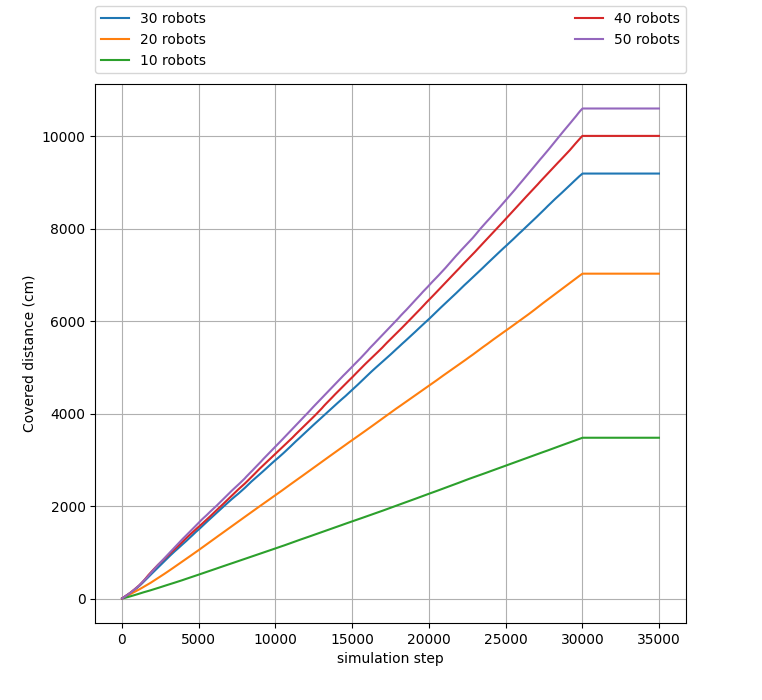 30 robots
20 robots
10 robots
40 robots
50 robots
Covered distance (cm)
10000
8000
6000
4000
2000
0
0 5000 10000 15000 20000 25000 30000 35000
simulation step